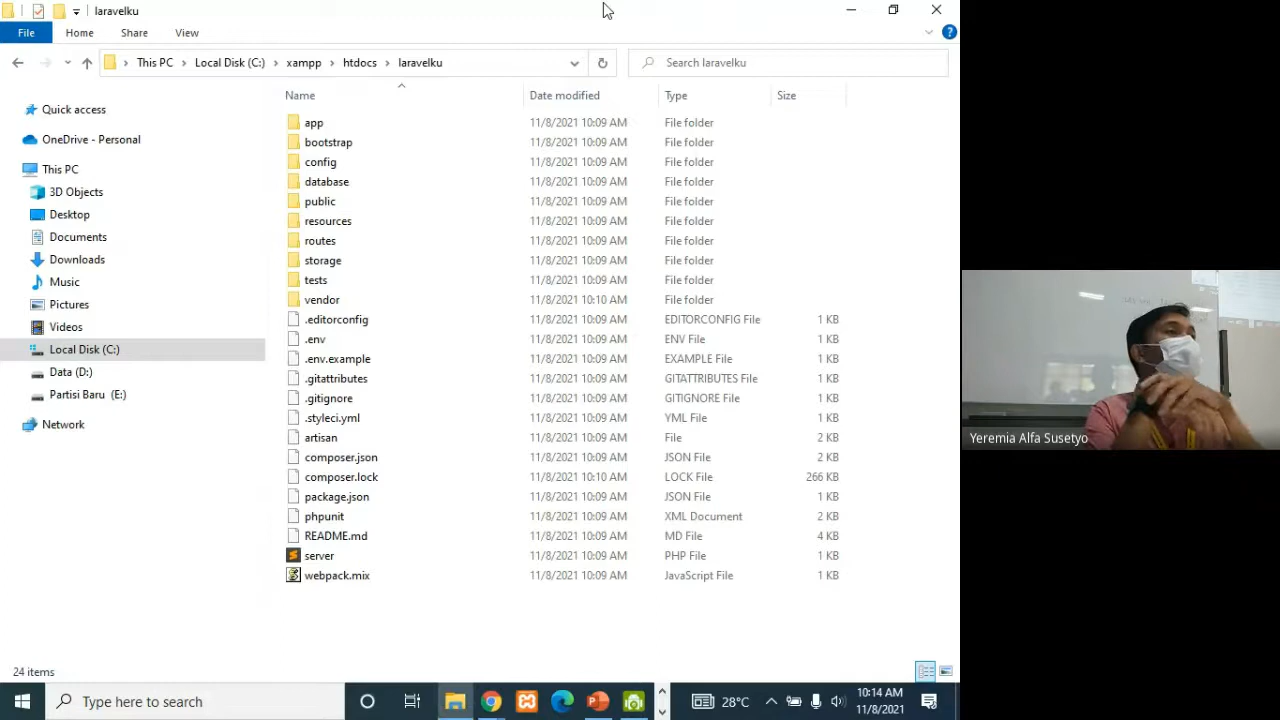 laravelku
File Home Share View
This PC > Local Disk (C:) > xampp > htdocs > laravelku
Search laravelku
Name Date modified Type Size
Quick access
OneDrive - Personal
This PC
3D Objects
Desktop
Documents
Downloads
Music
Pictures
Videos
Local Disk (C:)
Data (D:)
Partisi Baru (E:)
Network
app 11/8/2021 10:09 AM File folder
bootstrap 11/8/2021 10:09 AM File folder
config 11/8/2021 10:09 AM File folder
database 11/8/2021 10:09 AM File folder
public 11/8/2021 10:09 AM File folder
resources 11/8/2021 10:09 AM File folder
routes 11/8/2021 10:09 AM File folder
storage 11/8/2021 10:09 AM File folder
tests 11/8/2021 10:09 AM File folder
vendor 11/8/2021 10:10 AM File folder
.editorconfig 11/8/2021 10:09 AM EDITORCONFIG File 1 KB
.env 11/8/2021 10:09 AM ENV File 1 KB
.env.example 11/8/2021 10:09 AM EXAMPLE File 1 KB
.gitattributes 11/8/2021 10:09 AM GITATTRIBUTES File 1 KB
.gitignore 11/8/2021 10:09 AM GITIGNORE File 1 KB
.styleci.yml 11/8/2021 10:09 AM YML File 1 KB
artisan 11/8/2021 10:09 AM File 2 KB
composer.json 11/8/2021 10:09 AM JSON File 2 KB
composer.lock 11/8/2021 10:10 AM LOCK File 266 KB
package.json 11/8/2021 10:09 AM JSON File 1 KB
phpunit 11/8/2021 10:09 AM XML Document 2 KB
README.md 11/8/2021 10:09 AM MD File 4 KB
server 11/8/2021 10:09 AM PHP File 1 KB
webpack.mix 11/8/2021 10:09 AM JavaScript File 1 KB
24 items
Type here to search
28°C
10:14 AM
11/8/2021
Yeremia Alfa Susetyo